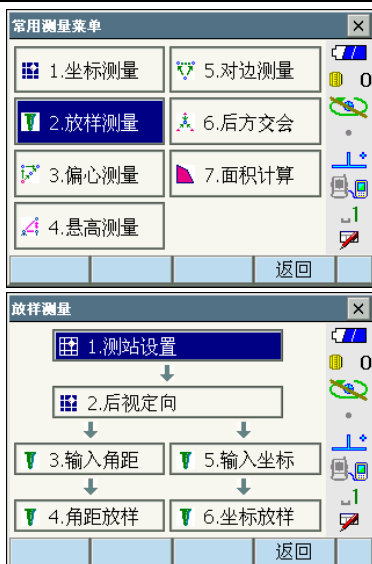 常用测量菜单
1.坐标测量 5.对边测量
0
2.放样测量 6.后方交会
3.偏心测量 7.面积计算
1
4.悬高测量
返回
放样测量
1.测站设置
0
2.后视定向
3.输入角距 5.输入坐标
1
4.角距放样 6.坐标放样
返回